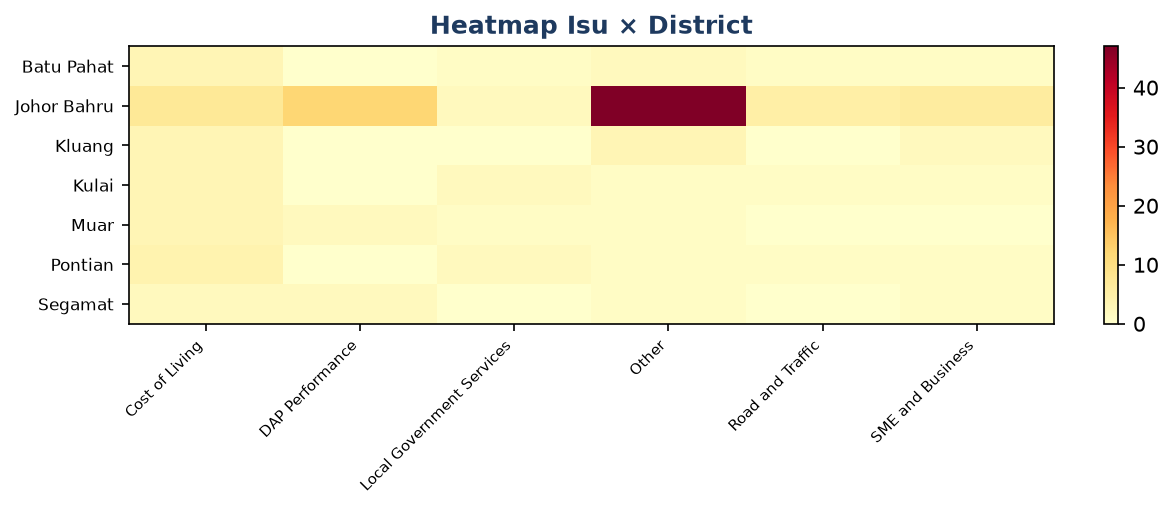 Heatmap Isu × District
Batu Pahat
Johor Bahru
Kluang
Kulai
Muar
Pontian
Segamat
40
30
20
10
0
Cost of Living
DAP Performance
Local Government Services
Other
Road and Traffic
SME and Business